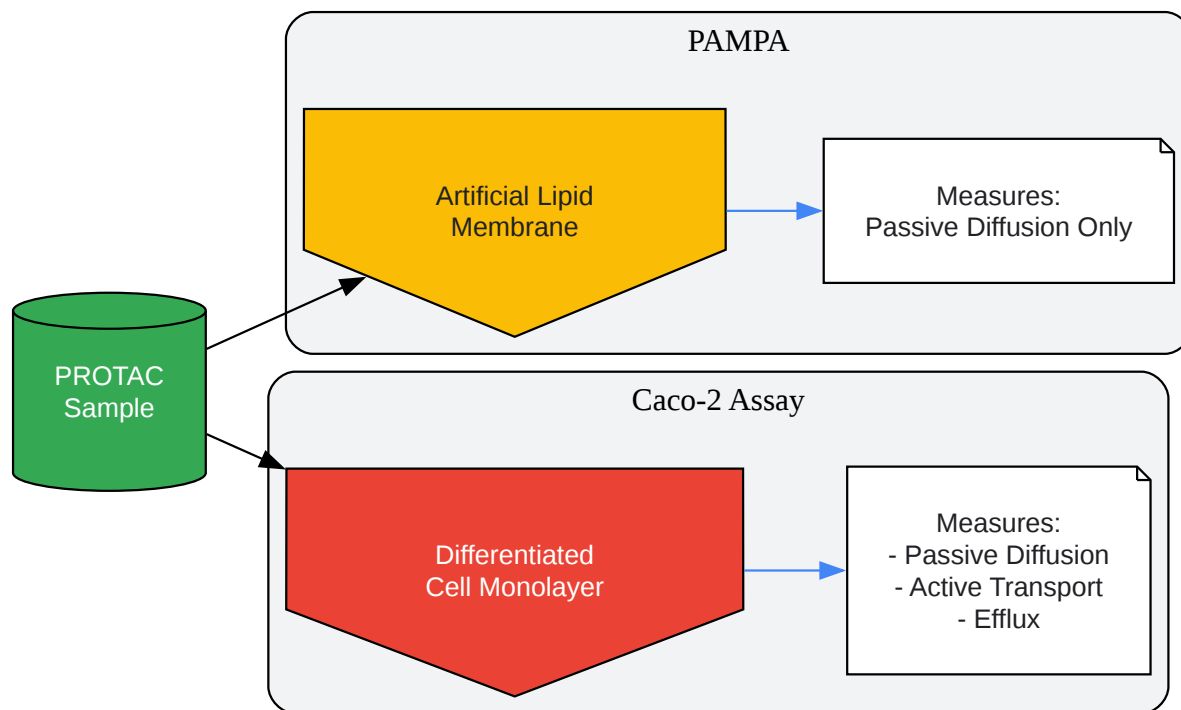 PAMPA
Artificial Lipid
Membrane
Measures:
Passive Diffusion Only
PROTAC
Sample
Caco-2 Assay
Differentiated
Cell Monolayer
Measures:
- Passive Diffusion
- Active Transport
- Efflux